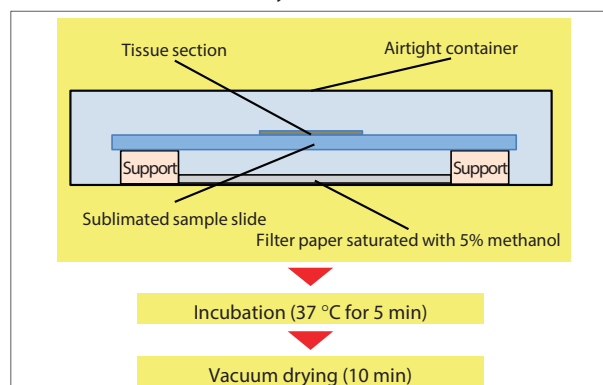 Tissue section
Airtight container
Support
Support
Sublimated sample slide
Filter paper saturated with 5% methanol
Incubation (37 °C for 5 min)
Vacuum drying (10 min)